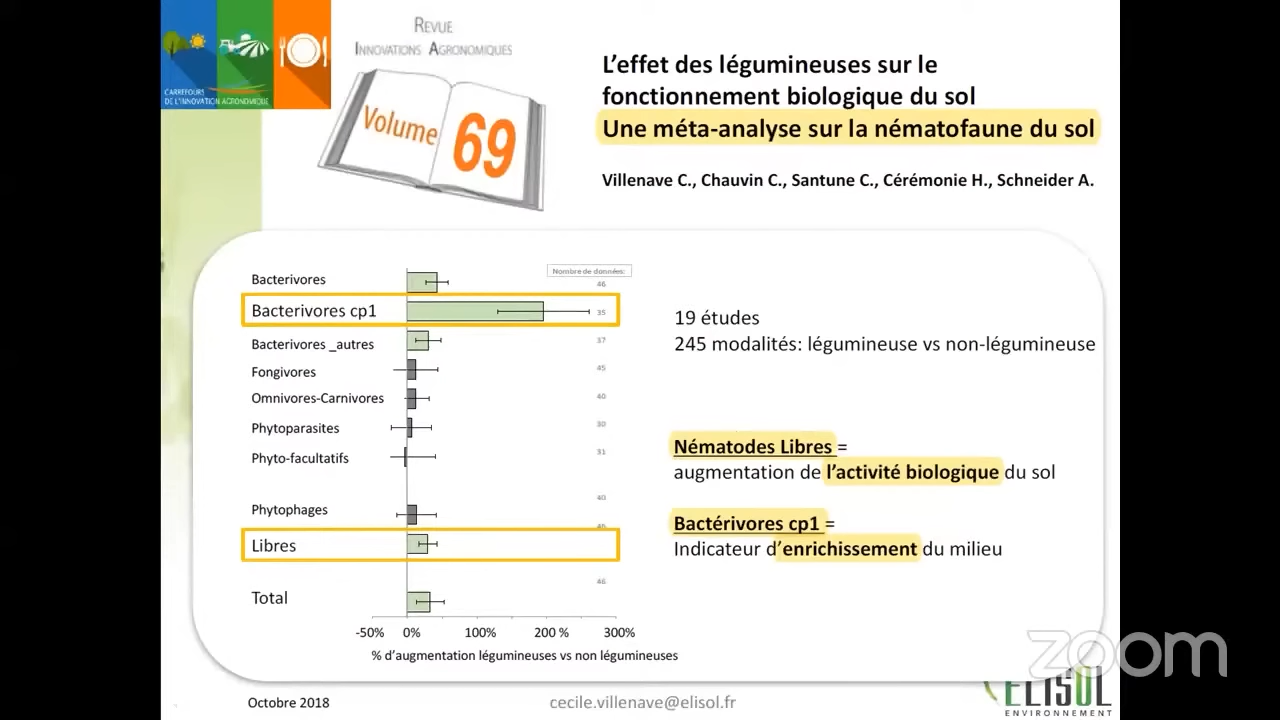 REVUE
INNOVATIONS AGRONOMIQUES
CARREFOURS
DE L'INNOVATION AGRONOMIQUE
Volume 69
L'effet des légumineuses sur le
fonctionnement biologique du sol
Une méta-analyse sur la nématofaune du sol
Villenave C., Chauvin C., Santune C., Cérémonie H., Schneider A.
Nombre de données:
Bacterivores 46
Bacterivores cp1 35
Bacterivores _autres 37
Fongivores 45
Omnivores-Carnivores 40
Phytoparasites 30
Phyto-facultatifs 31
Phytophages 40
Libres
Total 46
-50% 0% 100% 200 % 300%
% d'augmentation légumineuses vs non légumineuses
19 études
245 modalités: légumineuse vs non-légumineuse
Nématodes Libres =
augmentation de l'activité biologique du sol
Bactérivores cp1 =
Indicateur d'enrichissement du milieu
zoom
ELISOL
ENVIRONNEMENT
Octobre 2018
cecile.villenave@elisol.fr